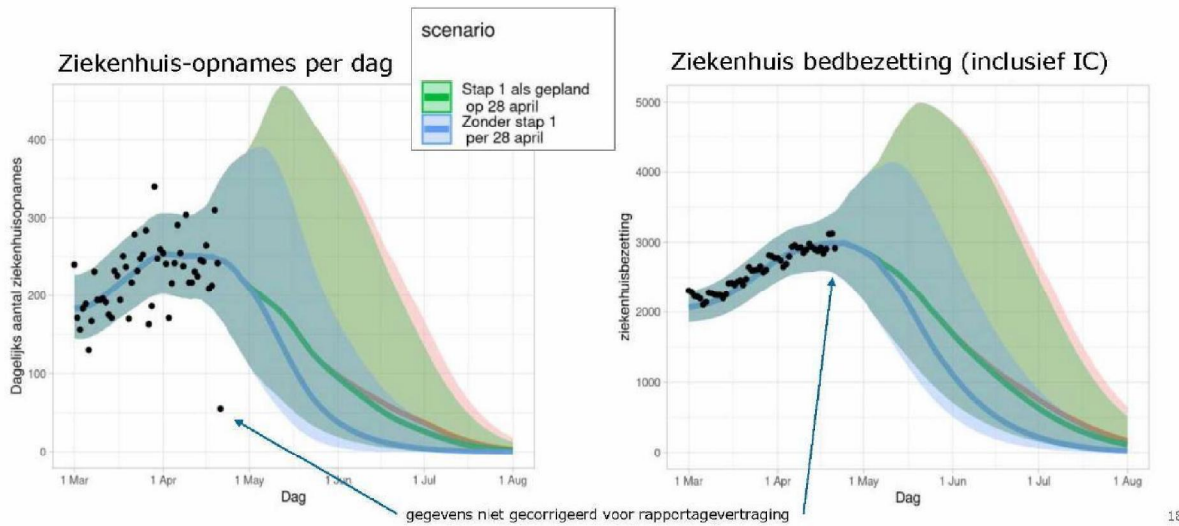 scenario
Stap 1 als gepland
op 28 april
Zonder stap 1
per 28 april
Ziekenhuis-opnames per dag
Dagelijks aantal ziekenhuisopnames
400
300
200
100
0
1 Mar
1 Apr
1 May
1 Jun
1 Jul
1 Aug
Dag
Ziekenhuis bedbezetting (inclusief IC)
ziekenhuisbezetting
5000
4000
3000
2000
1000
0
1 Mar
1 Apr
1 May
1 Jun
1 Jul
1 Aug
Dag
gegevens niet gecorrigeerd voor rapportagevertraging
18